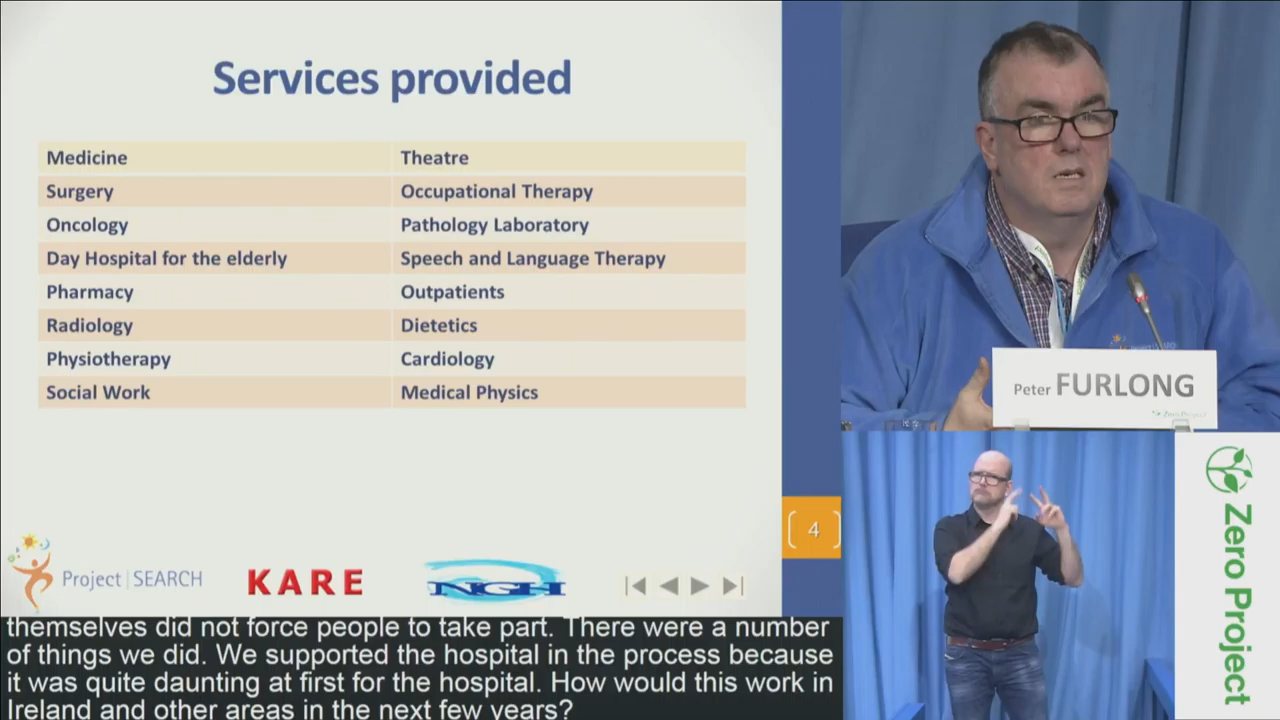 Services provided
Medicine Theatre
Surgery Occupational Therapy
Oncology Pathology Laboratory
Day Hospital for the elderly Speech and Language Therapy
Pharmacy Outpatients
Radiology Dietetics
Physiotherapy Cardiology
Social Work Medical Physics
[4]
Project | SEARCH
KARE
NGH
Peter FURLONG
Zero Project
Zero Project
themselves did not force people to take part. There were a number
of things we did. We supported the hospital in the process because
it was quite daunting at first for the hospital. How would this work in
Ireland and other areas in the next few years?